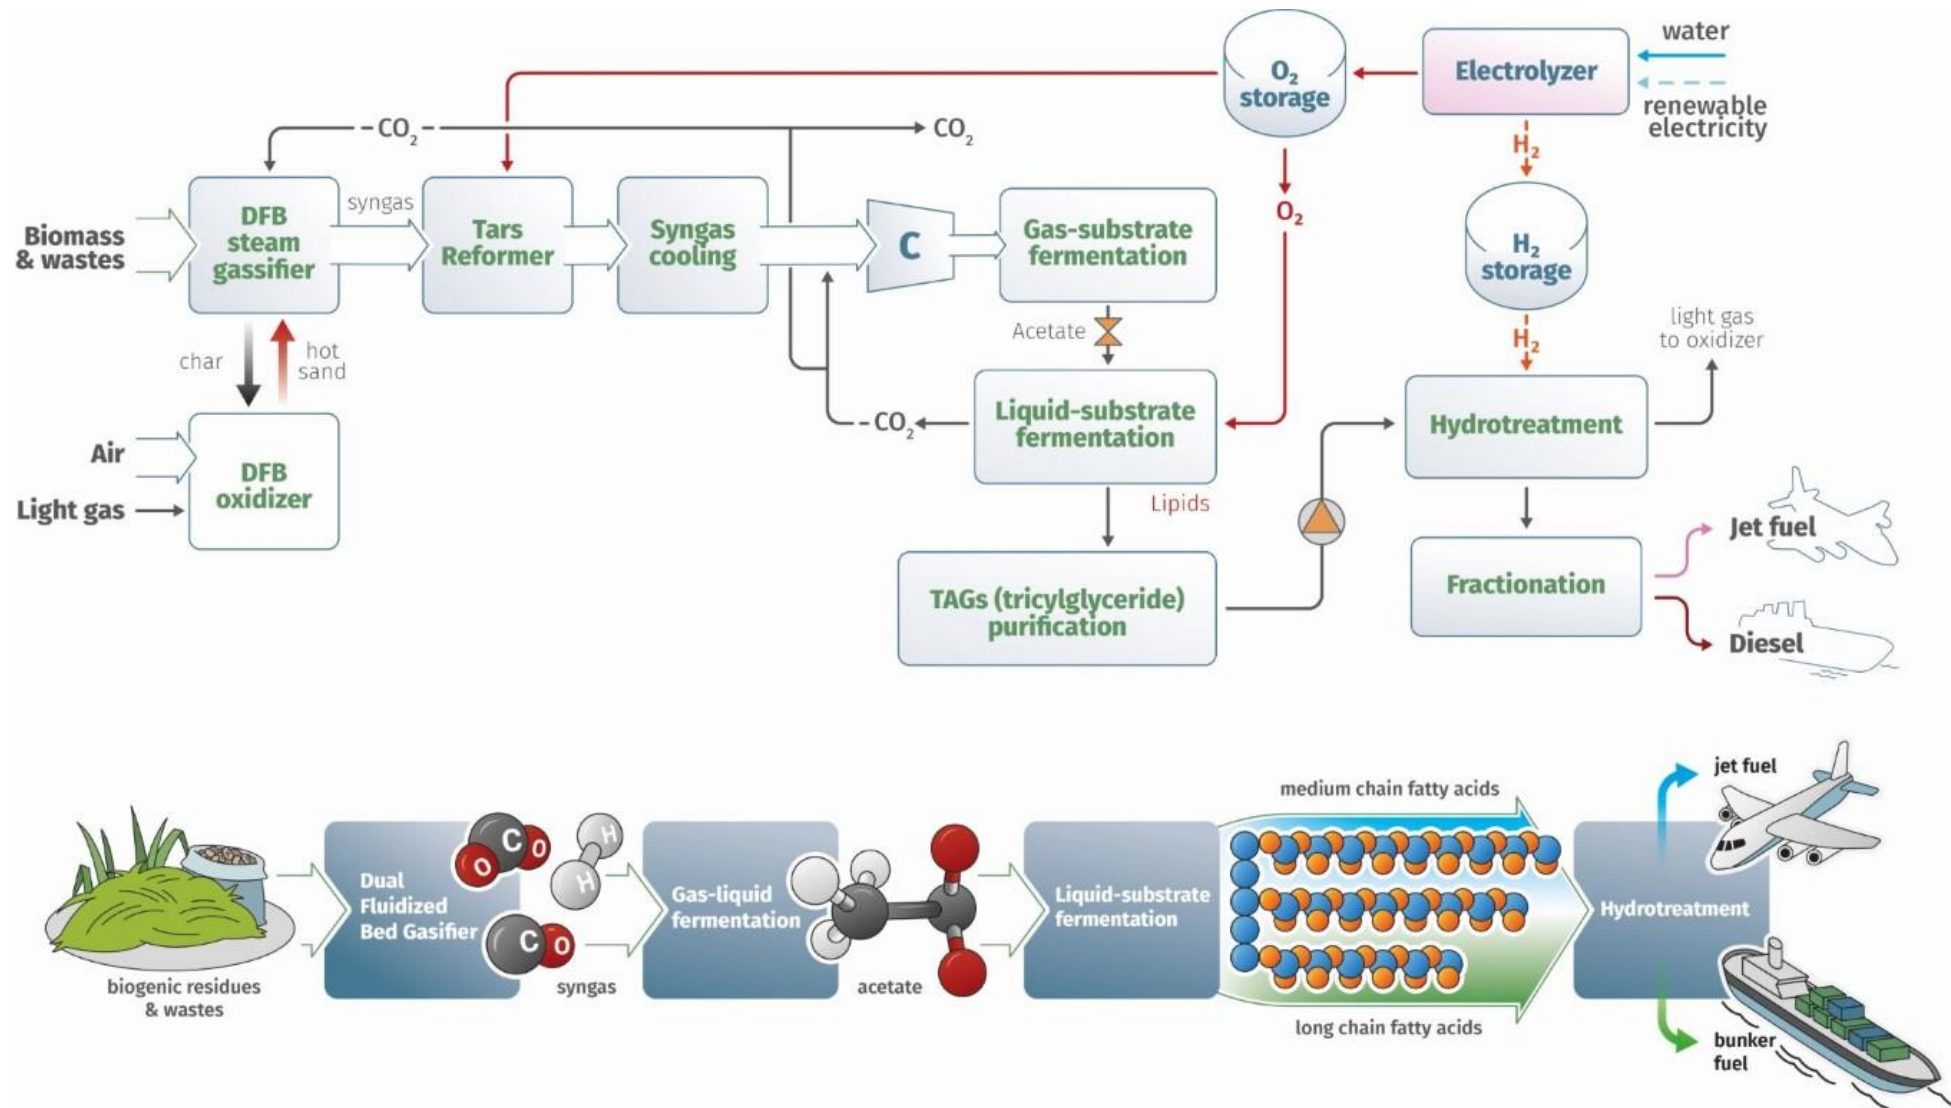 water
O₂
storage
Electrolyzer
renewable
electricity
CO₂
CO₂
H₂
Biomass
& wastes
DFB
steam
gassifier
syngas
Tars
Reformer
Syngas
cooling
C
Gas-substrate
fermentation
O₂
H₂
storage
char
hot
sand
Acetate
H₂
light gas
to oxidizer
Air
Light gas
DFB
oxidizer
CO₂
Liquid-substrate
fermentation
Hydrotreatment
Lipids
Jet fuel
TAGs (tricylglyceride)
purification
Fractionation
Diesel
biogenic residues
& wastes
Dual
Fluidized
Bed Gasifier
C
O
O
H
H
C
O
syngas
Gas-liquid
fermentation
acetate
Liquid-substrate
fermentation
medium chain fatty acids
long chain fatty acids
Hydrotreatment
jet fuel
bunker
fuel